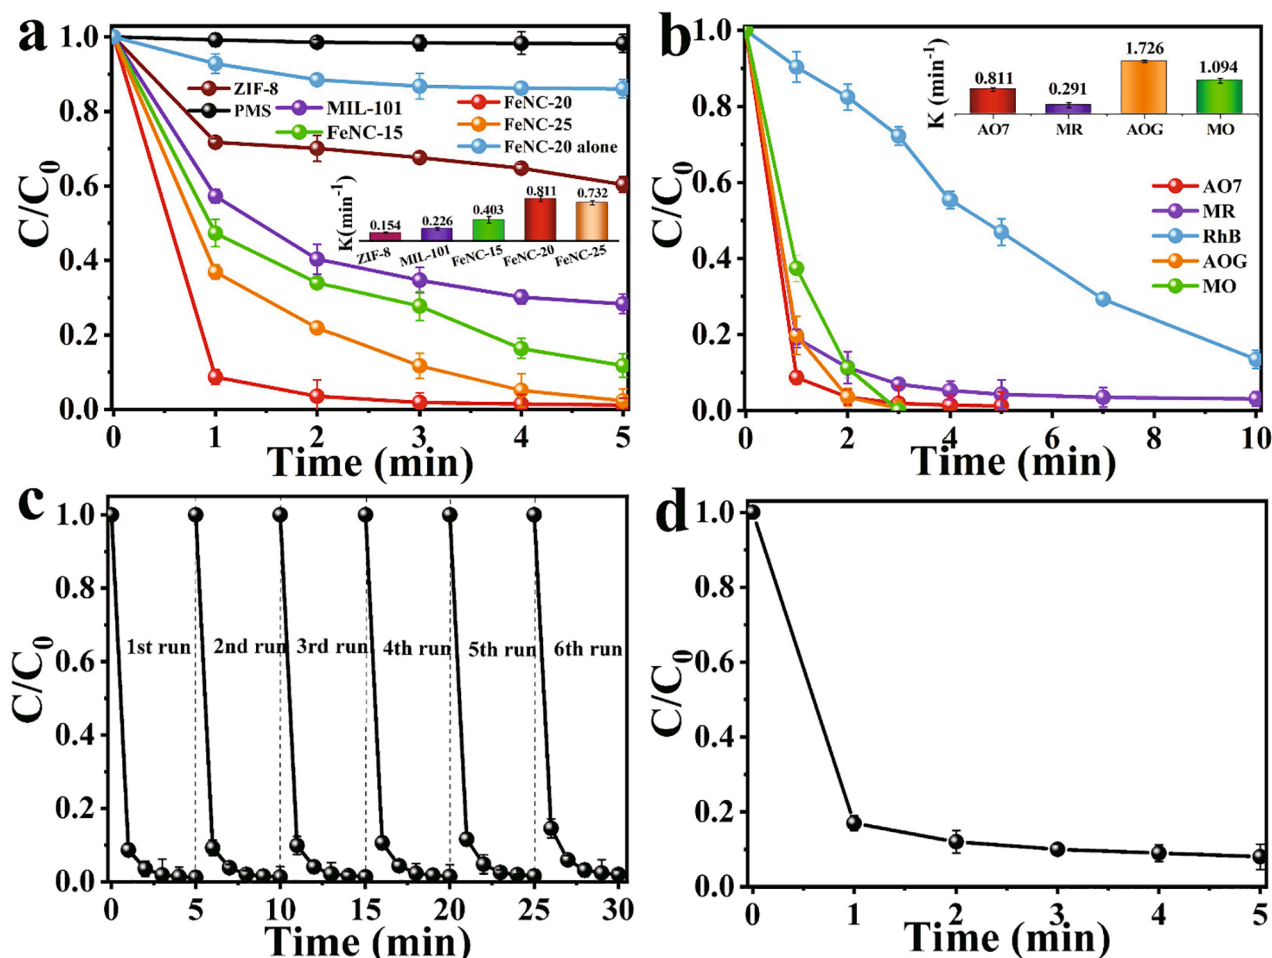 a
C/C0
1.0
0.8
0.6
0.4
0.2
0.0
ZIF-8
PMS
MIL-101
FeNC-15
FeNC-20
FeNC-25
FeNC-20 alone
K(min-1)
0.154
0.226
0.403
0.811
0.732
ZIF-8
MIL-101
FeNC-15
FeNC-20
FeNC-25
0 1 2 3 4 5
Time (min)
b
C/C0
1.0
0.8
0.6
0.4
0.2
0.0
K (min-1)
0.811
0.291
1.726
1.094
AO7 MR AOG MO
AO7
MR
RhB
AOG
MO
0 2 4 6 8 10
Time (min)
c
C/C0
1.0
0.8
0.6
0.4
0.2
0.0
1st run 2nd run 3rd run 4th run 5th run 6th run
0 5 10 15 20 25 30
Time (min)
d
C/C0
1.0
0.8
0.6
0.4
0.2
0.0
0 1 2 3 4 5
Time (min)